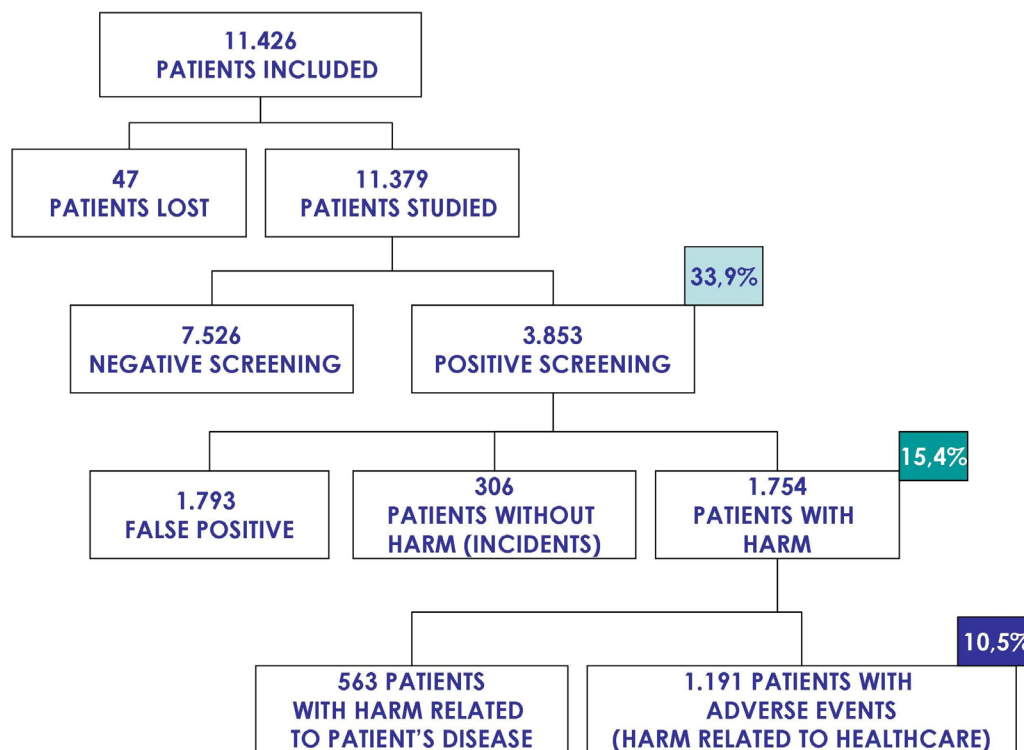 11.426
PATIENTS INCLUDED
47
PATIENTS LOST
11.379
PATIENTS STUDIED
33,9%
7.526
NEGATIVE SCREENING
3.853
POSITIVE SCREENING
15,4%
1.793
FALSE POSITIVE
306
PATIENTS WITHOUT
HARM (INCIDENTS)
1.754
PATIENTS WITH
HARM
10,5%
563 PATIENTS
WITH HARM RELATED
TO PATIENT'S DISEASE
1.191 PATIENTS WITH
ADVERSE EVENTS
(HARM RELATED TO HEALTHCARE)